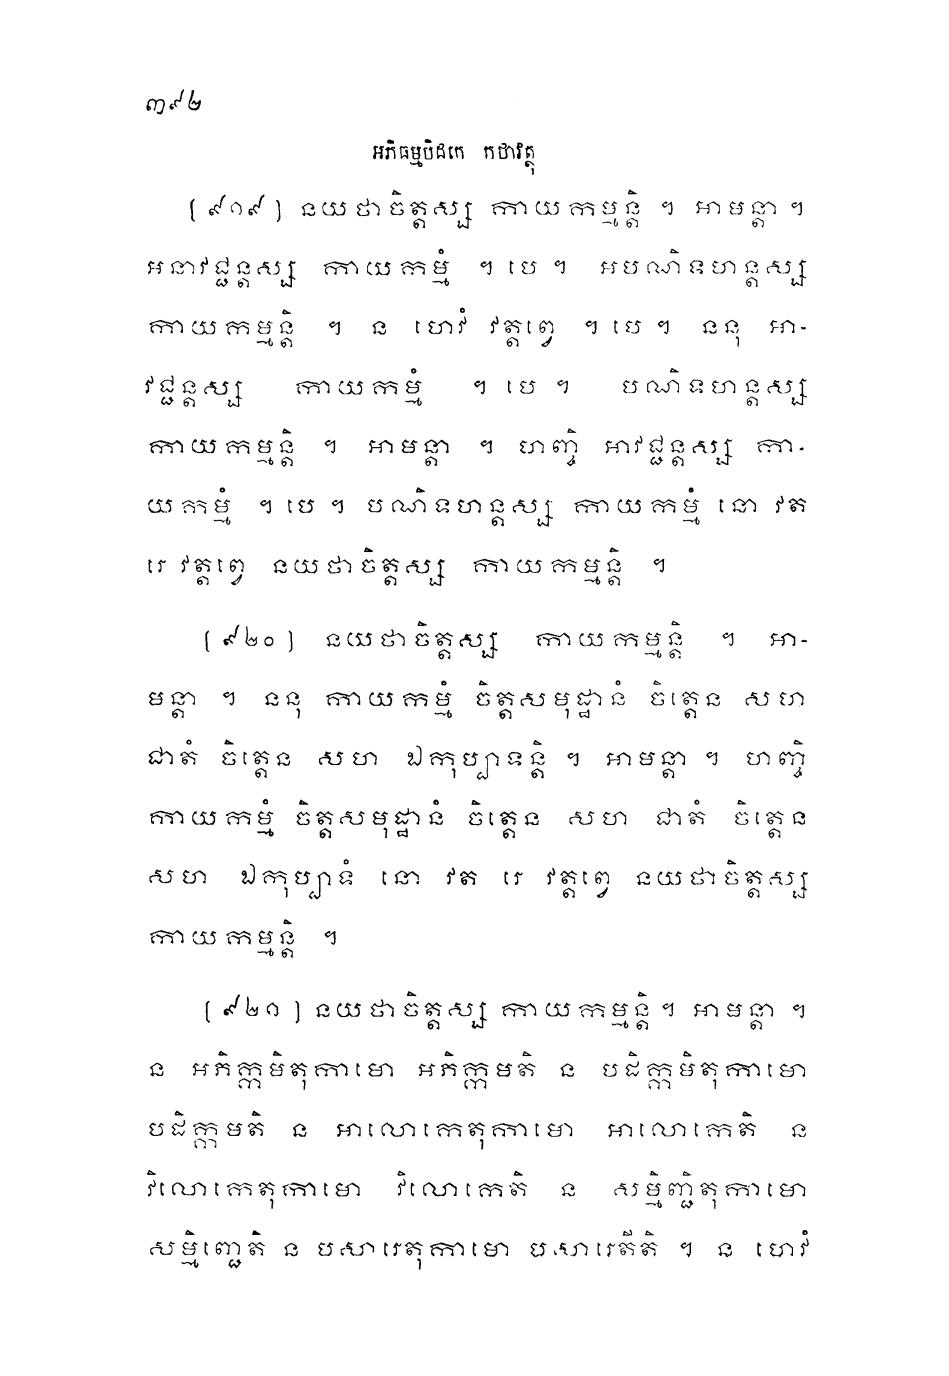 ៣៩២
អភិធម្មបិដកេ កថាវត្ថុ
[៩១៩] នយថាចិត្តស្ស កាយកម្មន្តិ ។ អាមន្តា ។
អនាវជ្ជន្តស្ស កាយកម្មំ ។ បេ ។ អបណិទហន្តស្ស
កាយកម្មន្តិ ។ ន ហេវំ វត្តព្វេ ។ បេ ។ ននុ អា-
វជ្ជន្តស្ស កាយកម្មំ ។ បេ ។ បណិទហន្តស្ស
កាយកម្មន្តិ ។ អាមន្តា ។ ហញ្ចិ អាវជ្ជន្តស្ស កា-
យកម្មំ ។ បេ ។ បណិទហន្តស្ស កាយកម្មំ នោ វត
រេ វត្តព្វេ នយថាចិត្តស្ស កាយកម្មន្តិ ។
[៩២០] នយថាចិត្តស្ស កាយកម្មន្តិ ។ អា-
មន្តា ។ ននុ កាយកម្មំ ចិត្តសមុដ្ឋានំ ចិត្តេន សហ
ជាតំ ចិត្តេន សហ ឯកុប្បាទន្តិ ។ អាមន្តា ។ ហញ្ចិ
កាយកម្មំ ចិត្តសមុដ្ឋានំ ចិត្តេន សហ ជាតំ ចិត្តេន
សហ ឯកុប្បាទំ នោ វត រេ វត្តព្វេ នយថាចិត្តស្ស
កាយកម្មន្តិ ។
[៩២១] នយថាចិត្តស្ស កាយកម្មន្តិ ។ អាមន្តា ។
ន អភិក្កមិតុកាមោ អភិក្កមតិ ន បដិក្កមិតុកាមោ
បដិក្កមតិ ន អាលោកេតុកាមោ អាលោកេតិ ន
វិលោកេតុកាមោ វិលោកេតិ ន សម្មិញ្ជិតុកាមោ
សម្មិញ្ជេតិ ន បសារេតុកាមោ បសារេតីតិ ។ ន ហេវំ